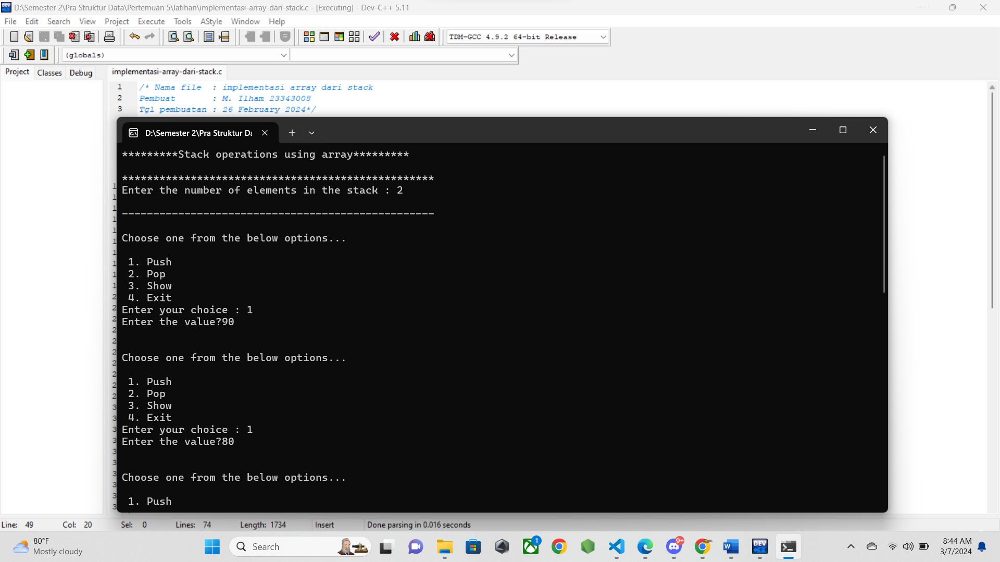 D:\Semester 2\Pra Struktur Data\Pertemuan 5\latihan\implementasi-array-dari-stack.c - [Executing] - Dev-C++ 5.11
File Edit Search View Project Execute Tools AStyle Window Help
TDM-GCC 4.9.2 64-bit Release
(globals)
Project Classes Debug
implementasi-array-dari-stack.c
1 /* Nama file : implementasi array dari stack
2 Pembuat : M. Ilham 23343008
3 Tgl pembuatan : 26 February 2024*/
D:\Semester 2\Pra Struktur Da
*********Stack operations using array*********
**************************************************
Enter the number of elements in the stack : 2
--------------------------------------------------
Choose one from the below options...
1. Push
2. Pop
3. Show
4. Exit
Enter your choice : 1
Enter the value?90
Choose one from the below options...
1. Push
2. Pop
3. Show
4. Exit
Enter your choice : 1
Enter the value?80
Choose one from the below options...
1. Push
Line: 49 Col: 20 Sel: 0 Lines: 74 Length: 1734 Insert Done parsing in 0.016 seconds
80°F
Mostly cloudy
Search
1
9+
DEV C++
8:44 AM
3/7/2024